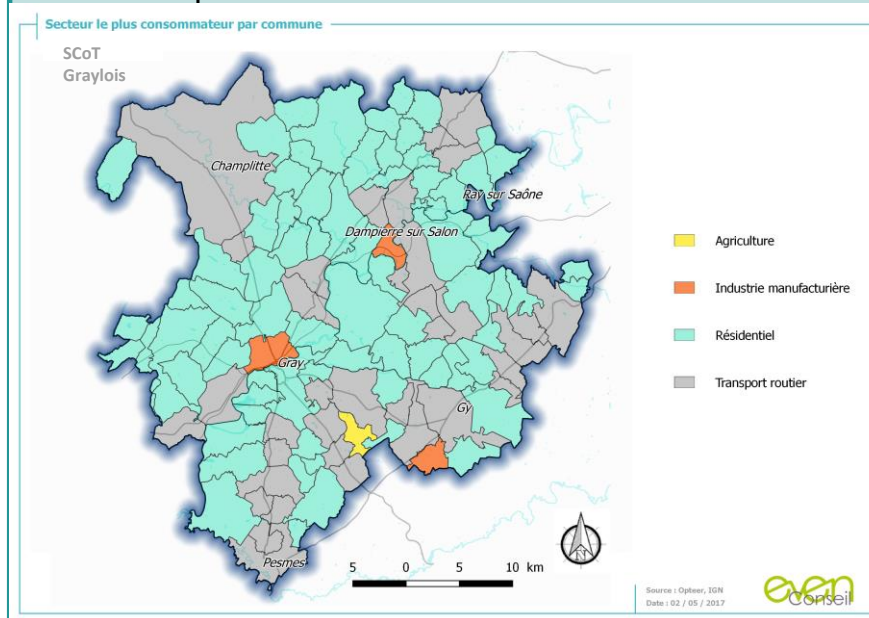 Secteur le plus consommateur par commune
SCoT
Graylois
Champlitte
Ray sur Saône
Dampierre sur Salon
Gray
Gy
Pesmes
Agriculture
Industrie manufacturière
Résidentiel
Transport routier
N
5 0 5 10 km
Source : Opteer, IGN
Date : 02 / 05 / 2017
even
Conseil